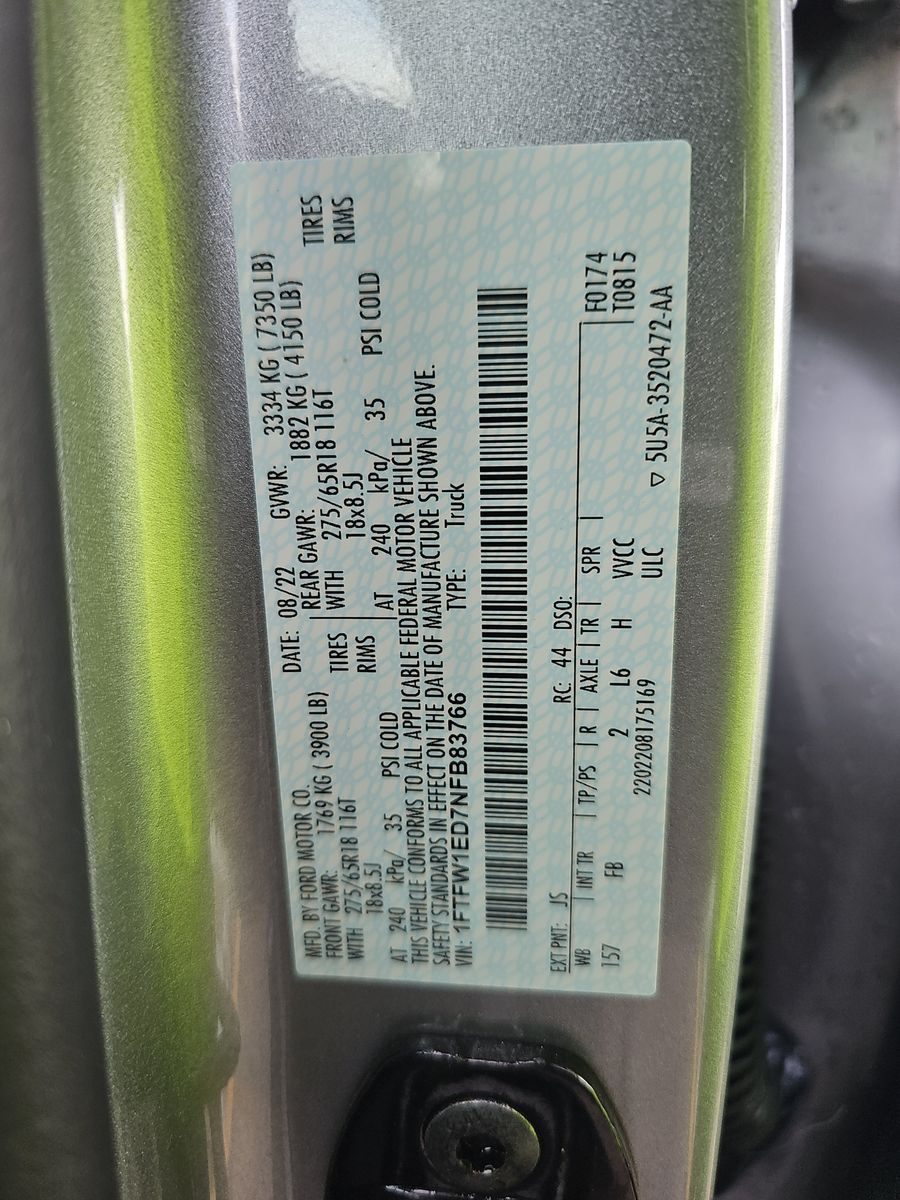 MFD. BY FORD MOTOR CO. DATE: 08/22 GVWR: 3334 KG ( 7350 LB)
FRONT GAWR: 1769 KG ( 3900 LB) REAR GAWR: 1882 KG ( 4150 LB)
WITH 275/65R18 116T TIRES WITH 275/65R18 116T TIRES
18x8.5J RIMS 18x8.5J RIMS
AT 240 kPa/ 35 PSI COLD AT 240 kPa/ 35 PSI COLD
THIS VEHICLE CONFORMS TO ALL APPLICABLE FEDERAL MOTOR VEHICLE
SAFETY STANDARDS IN EFFECT ON THE DATE OF MANUFACTURE SHOWN ABOVE.
VIN: 1FTFW1ED7NFB83766 TYPE: Truck
EXT PNT: JS RC: 44 DSO:
WB INT TR TP/PS R AXLE TR SPR F0174
157 FB 2 L6 H VVCC T0815
2202208175169 ULC ▽ 5U5A-3520472-AA